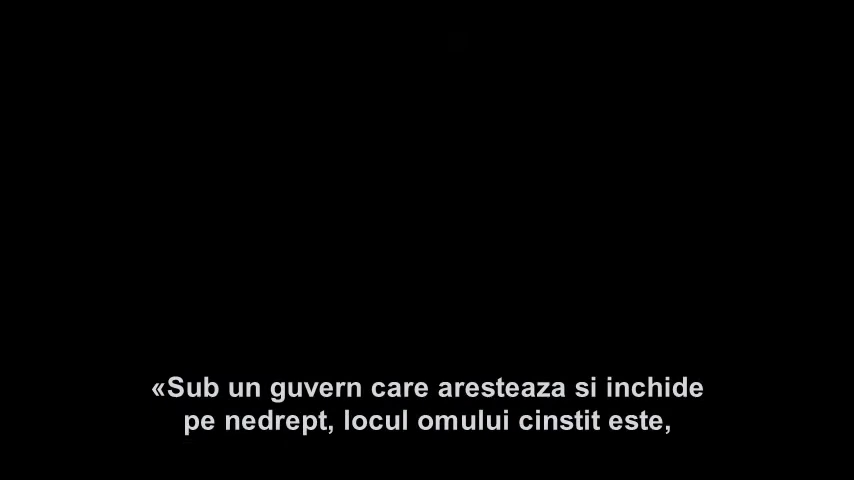 «Sub un guvern care aresteaza si inchide
pe nedrept, locul omului cinstit este,